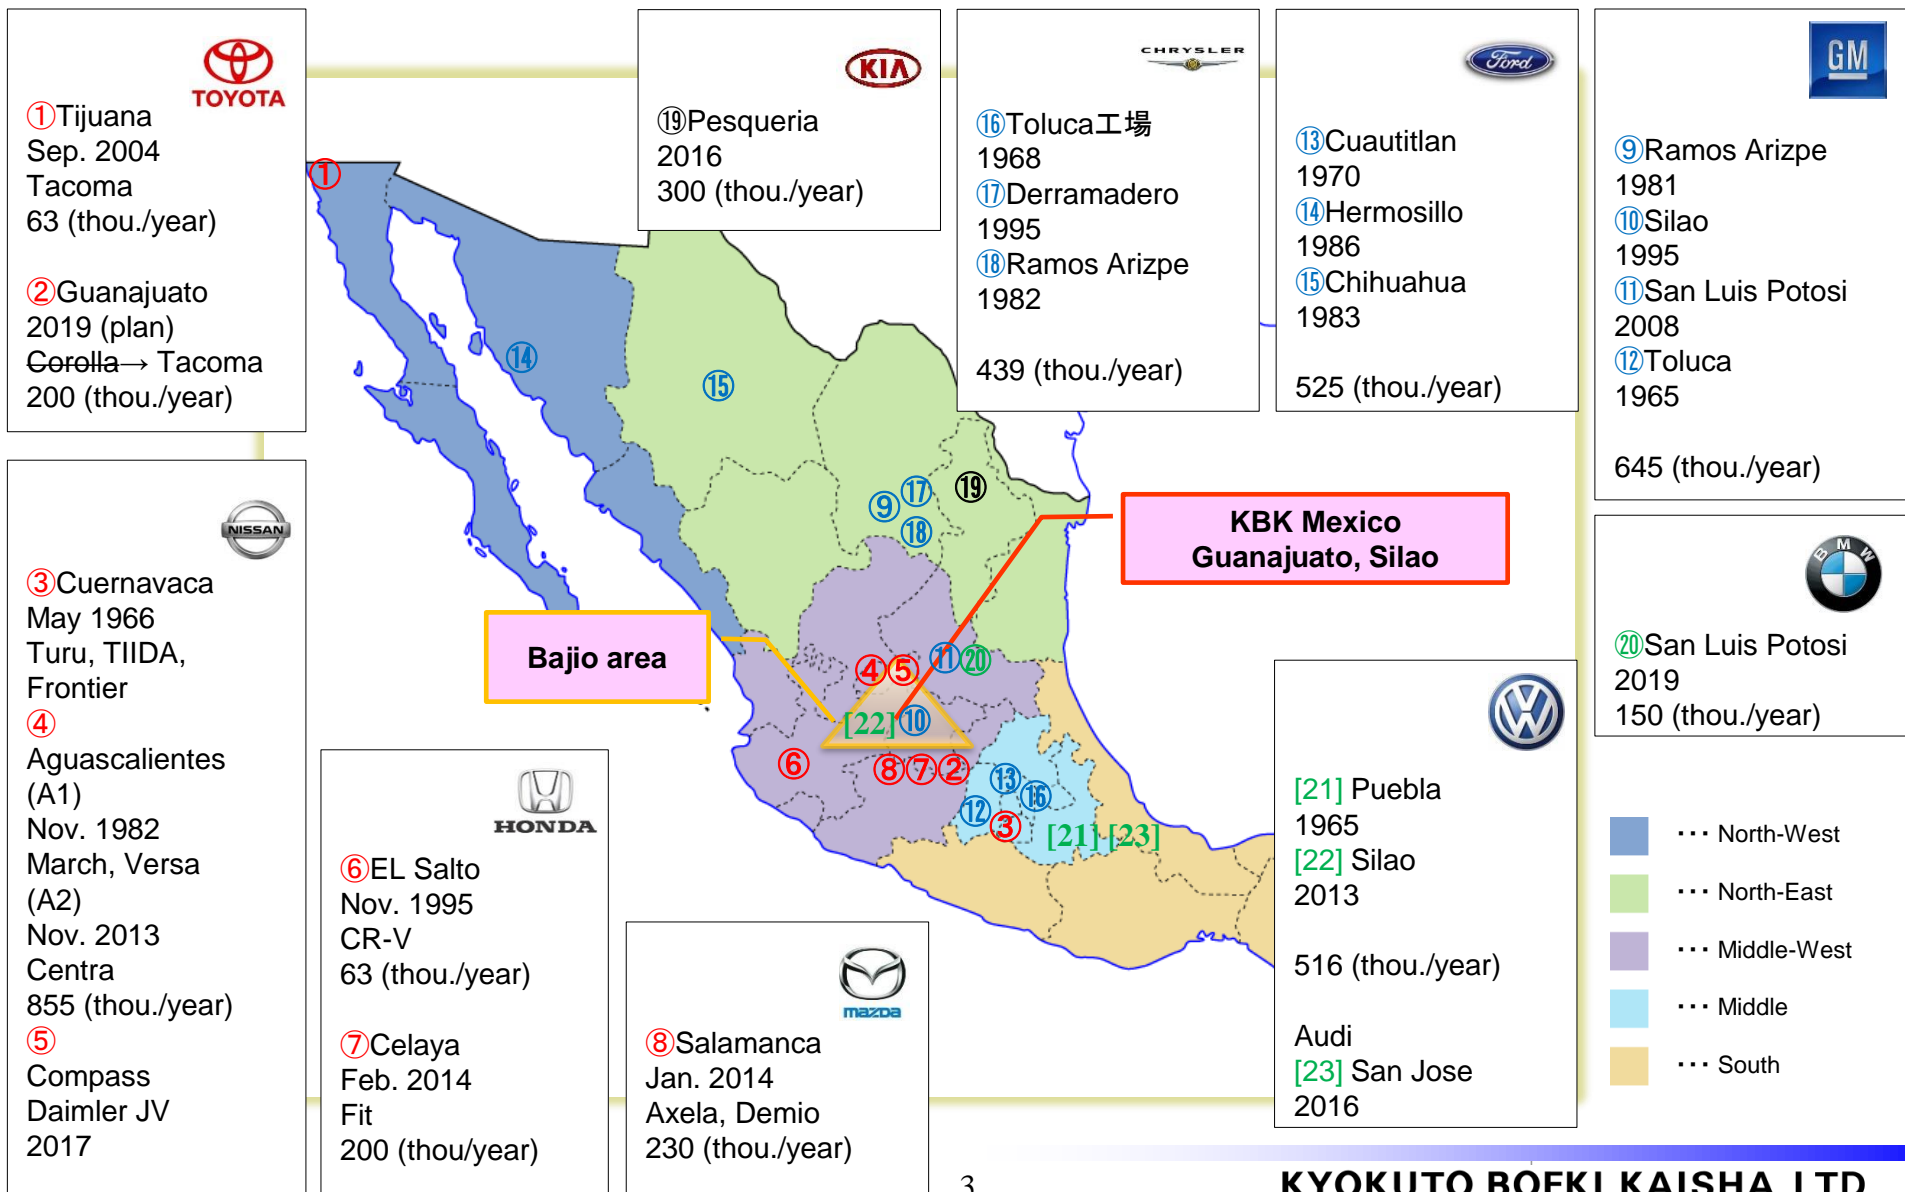 TOYOTA
①Tijuana
Sep. 2004
Tacoma
63 (thou./year)
②Guanajuato
2019 (plan)
Corolla→ Tacoma
200 (thou./year)
KIA
⑲Pesqueria
2016
300 (thou./year)
CHRYSLER
⑯Toluca工場
1968
⑰Derramadero
1995
⑱Ramos Arizpe
1982
439 (thou./year)
Ford
⑬Cuautitlan
1970
⑭Hermosillo
1986
⑮Chihuahua
1983
525 (thou./year)
GM
⑨Ramos Arizpe
1981
⑩Silao
1995
⑪San Luis Potosi
2008
⑫Toluca
1965
645 (thou./year)
NISSAN
③Cuernavaca
May 1966
Turu, TIIDA,
Frontier
④
Aguascalientes
(A1)
Nov. 1982
March, Versa
(A2)
Nov. 2013
Centra
855 (thou./year)
⑤
Compass
Daimler JV
2017
①
⑭
⑮
⑨
⑰
⑱
⑲
KBK Mexico
Guanajuato, Silao
Bajio area
④⑤
⑪⑳
[22]
⑩
⑥
⑧⑦②
⑬
⑯
⑫
③
[21] [23]
BMW
⑳San Luis Potosi
2019
150 (thou./year)
HONDA
⑥EL Salto
Nov. 1995
CR-V
63 (thou./year)
⑦Celaya
Feb. 2014
Fit
200 (thou/year)
mazda
⑧Salamanca
Jan. 2014
Axela, Demio
230 (thou./year)
[21] Puebla
1965
[22] Silao
2013
516 (thou./year)
Audi
[23] San Jose
2016
･･･ North-West
･･･ North-East
･･･ Middle-West
･･･ Middle
･･･ South
3
KYOKUTO BOEKI KAISHA, LTD